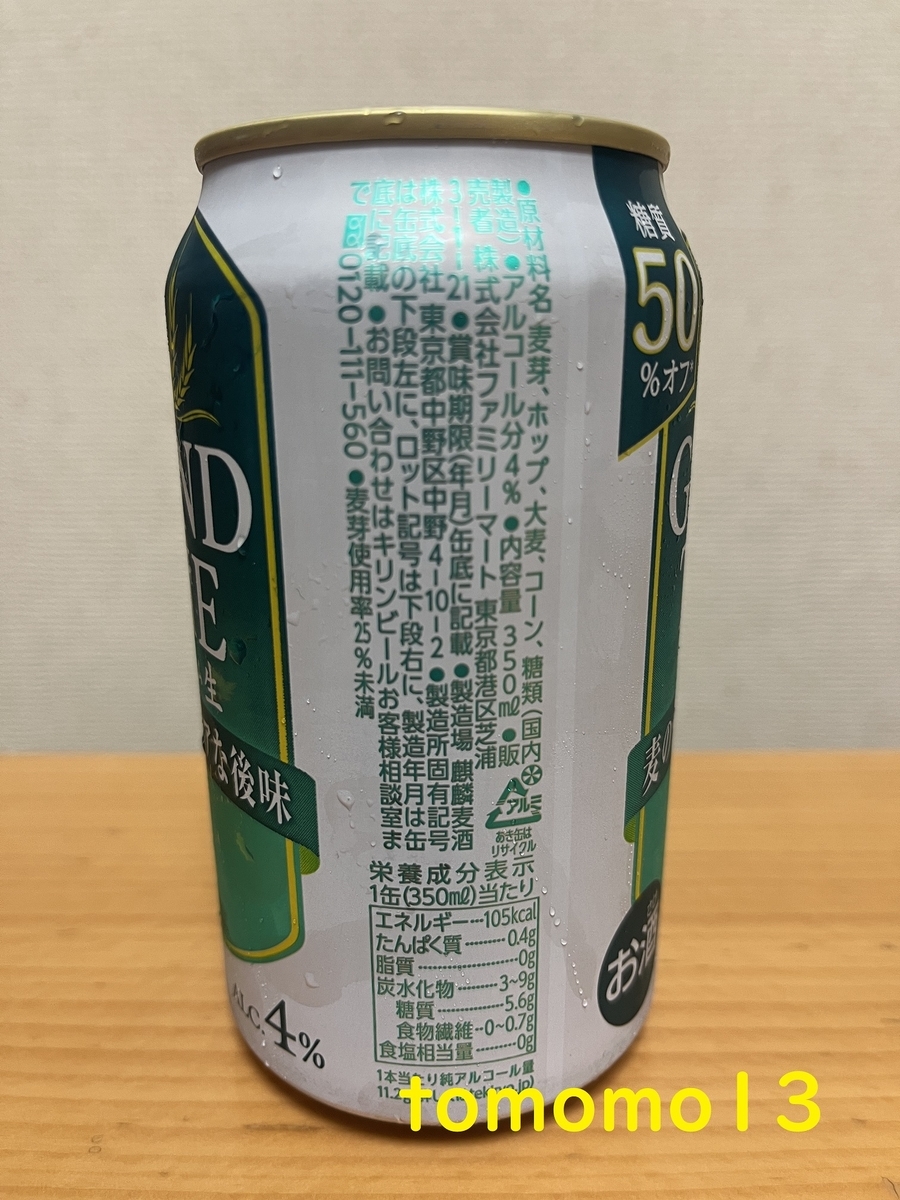 ●原材料名 麦芽、ホップ、大麦、コーン、糖類(国内
製造) ●アルコール分4% ●内容量 350㎖ ●販
売者 株式会社ファミリーマート 東京都港区芝浦
3-1-21 ●賞味期限(年月)缶底に記載 ●製造場 麒麟麦酒
株式会社 東京都中野区中野4-10-2 ●製造所固有記号
は缶底の下段左に、ロット記号は下段右に、製造年月は缶
底に記載 ●お問い合わせはキリンビールお客様相談室ま
で 0120-111-560 ●麦芽使用率25%未満
アルミ
あき缶は
リサイクル
栄養成分表示
1缶(350㎖)当たり
エネルギー…105kcal
たんぱく質………0.4g
脂質………………0g
炭水化物………3~9g
糖質………5.6g
食物繊維…0~0.7g
食塩相当量………0g
1本当たり純アルコール量
11.2g
ND
E
生
な後味
ALC.4%
糖質
50
%オフ
G
麦の
お酒
tomomo13